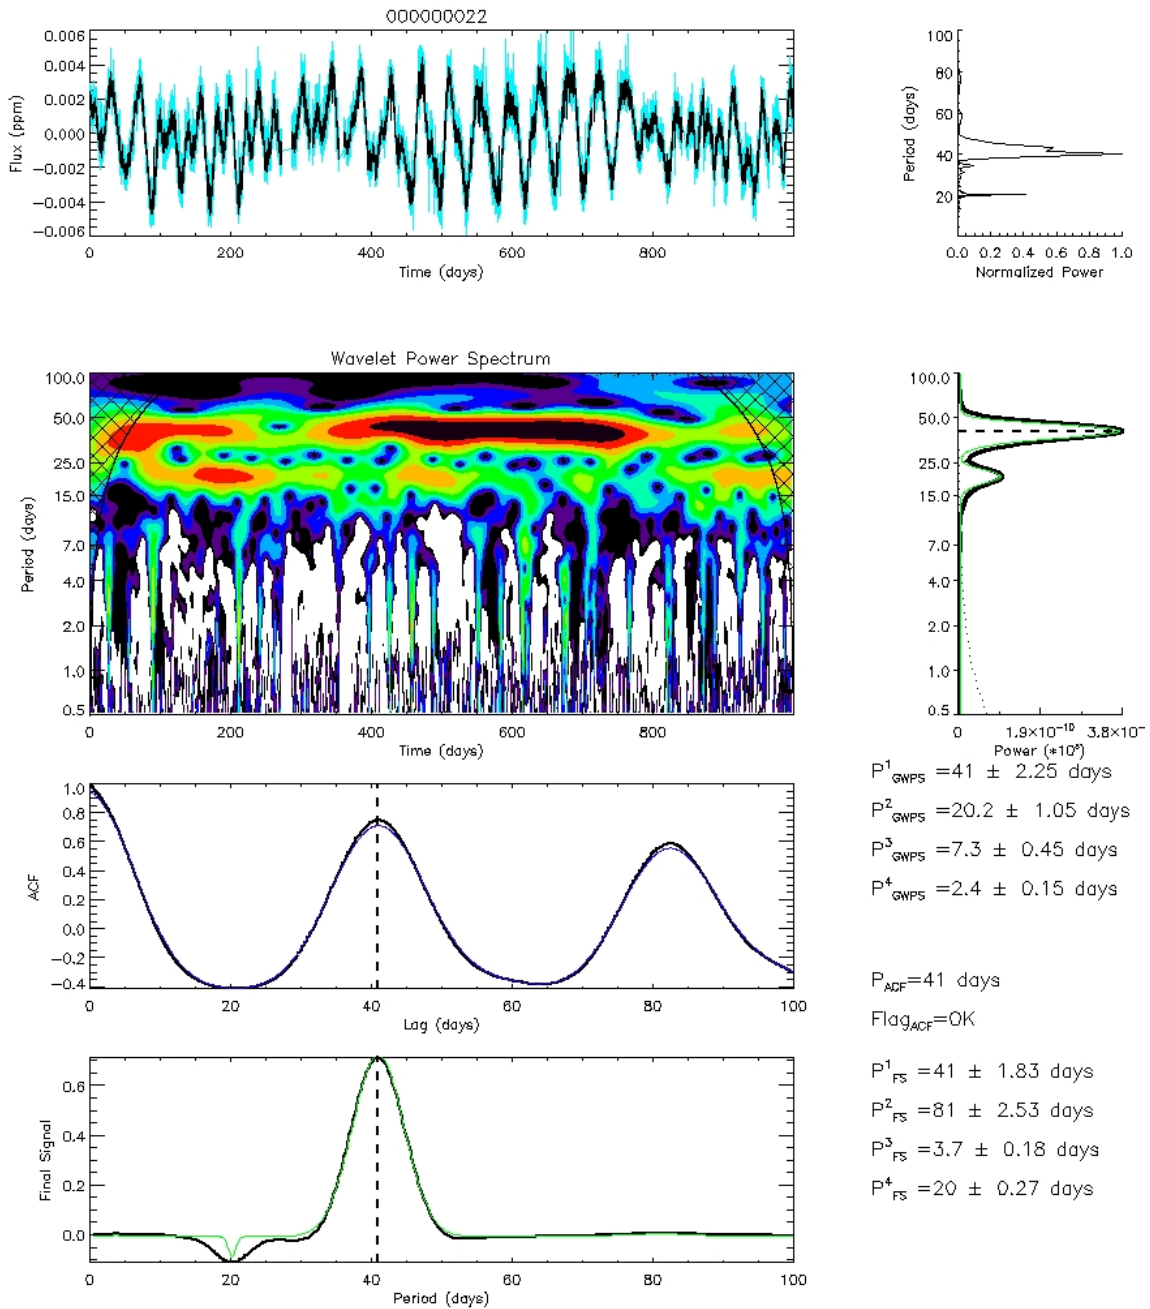 000000022
0.006
0.004
0.002
0.000
−0.002
−0.004
−0.006
Flux (ppm)
0 200 400 600 800
Time (days)
100
80
60
40
20
Period (days)
0.0 0.2 0.4 0.6 0.8 1.0
Normalized Power
Wavelet Power Spectrum
100.0
50.0
25.0
15.0
7.0
4.0
2.0
1.0
0.5
Period (days)
0 200 400 600 800
Time (days)
100.0
50.0
25.0
15.0
7.0
4.0
2.0
1.0
0.5
0 1.9×10⁻¹⁰ 3.8×10⁻
Power (*10⁶)
P¹GWPS =41 ± 2.25 days
P²GWPS =20.2 ± 1.05 days
P³GWPS =7.3 ± 0.45 days
P⁴GWPS =2.4 ± 0.15 days
1.0
0.8
0.6
0.4
0.2
0.0
−0.2
−0.4
ACF
0 20 40 60 80 100
Lag (days)
PACF=41 days
FlagACF=OK
0.6
0.4
0.2
0.0
Final Signal
0 20 40 60 80 100
Period (days)
P¹FS =41 ± 1.83 days
P²FS =81 ± 2.53 days
P³FS =3.7 ± 0.18 days
P⁴FS =20 ± 0.27 days